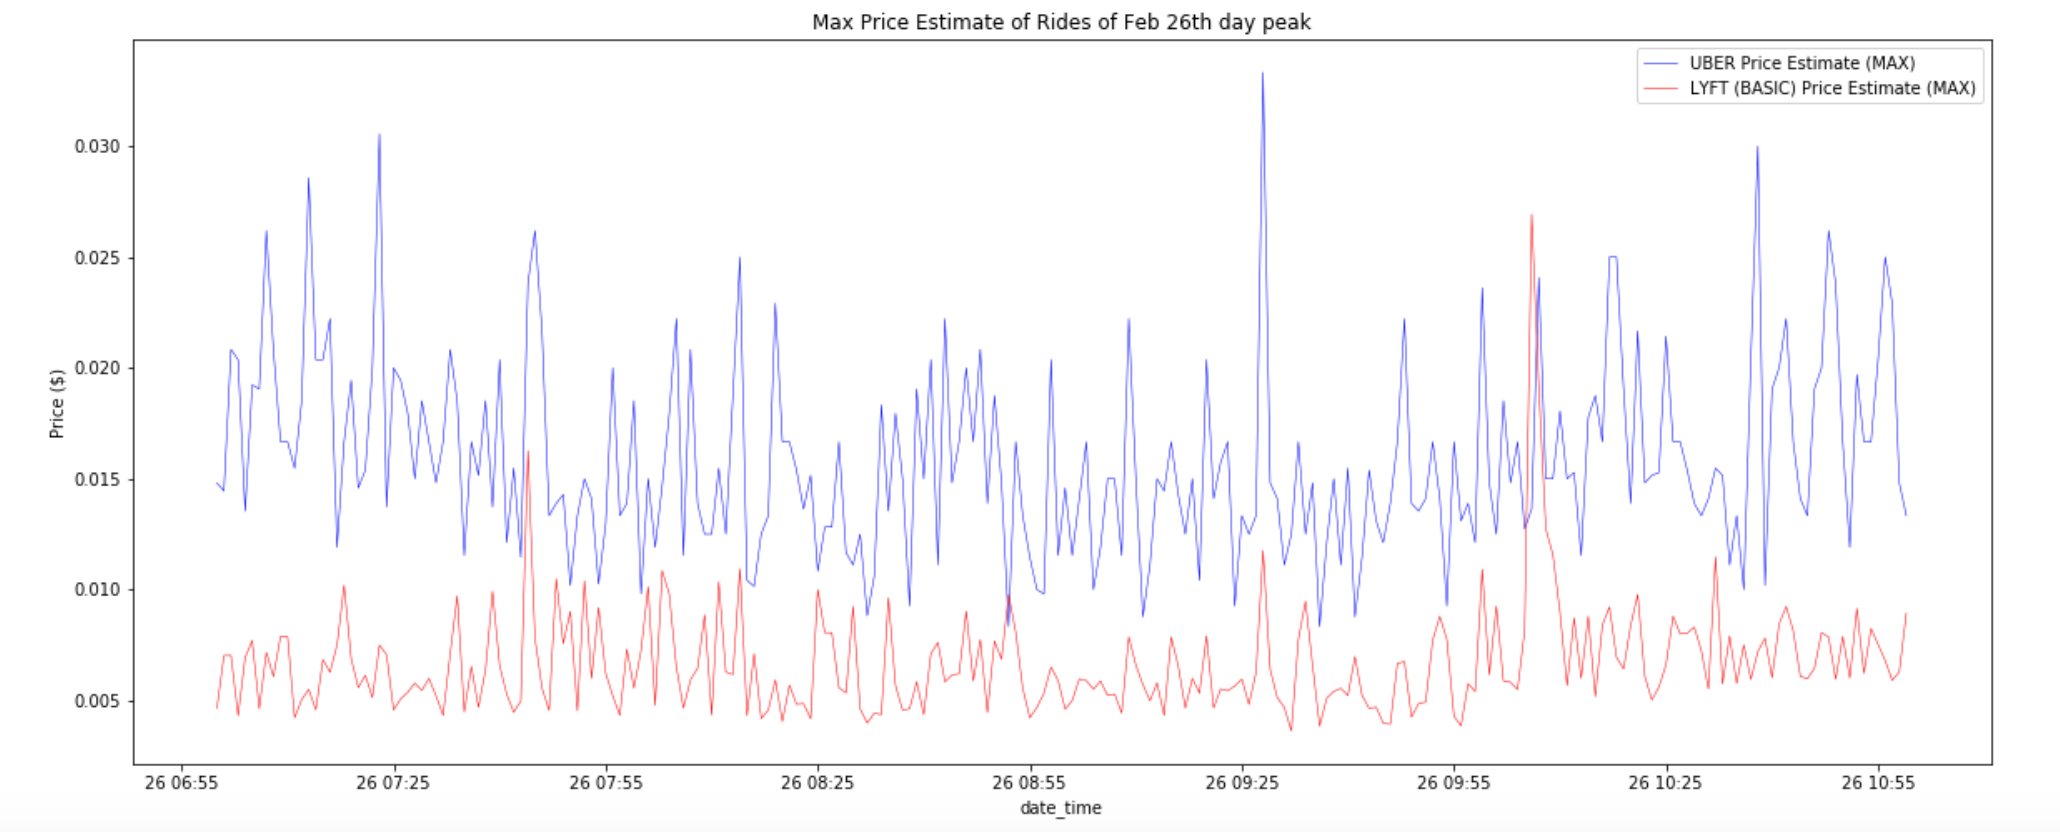 Max Price Estimate of Rides of Feb 26th day peak
UBER Price Estimate (MAX)
LYFT (BASIC) Price Estimate (MAX)
Price ($)
0.030
0.025
0.020
0.015
0.010
0.005
26 06:55 26 07:25 26 07:55 26 08:25 26 08:55 26 09:25 26 09:55 26 10:25 26 10:55
date_time